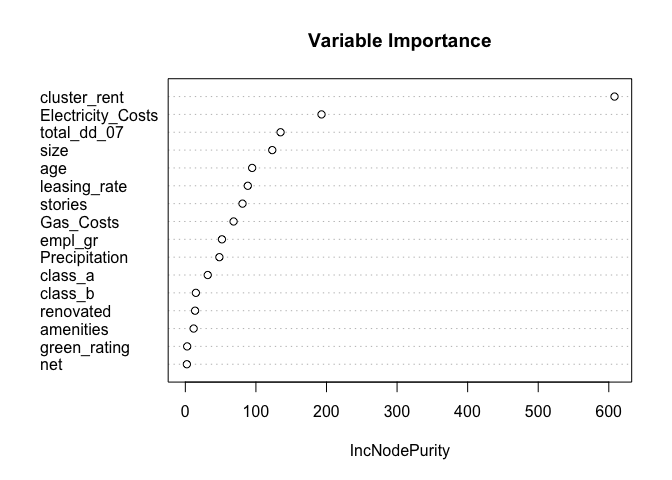 Variable Importance
cluster_rent
Electricity_Costs
total_dd_07
size
age
leasing_rate
stories
Gas_Costs
empl_gr
Precipitation
class_a
class_b
renovated
amenities
green_rating
net
0 100 200 300 400 500 600
IncNodePurity